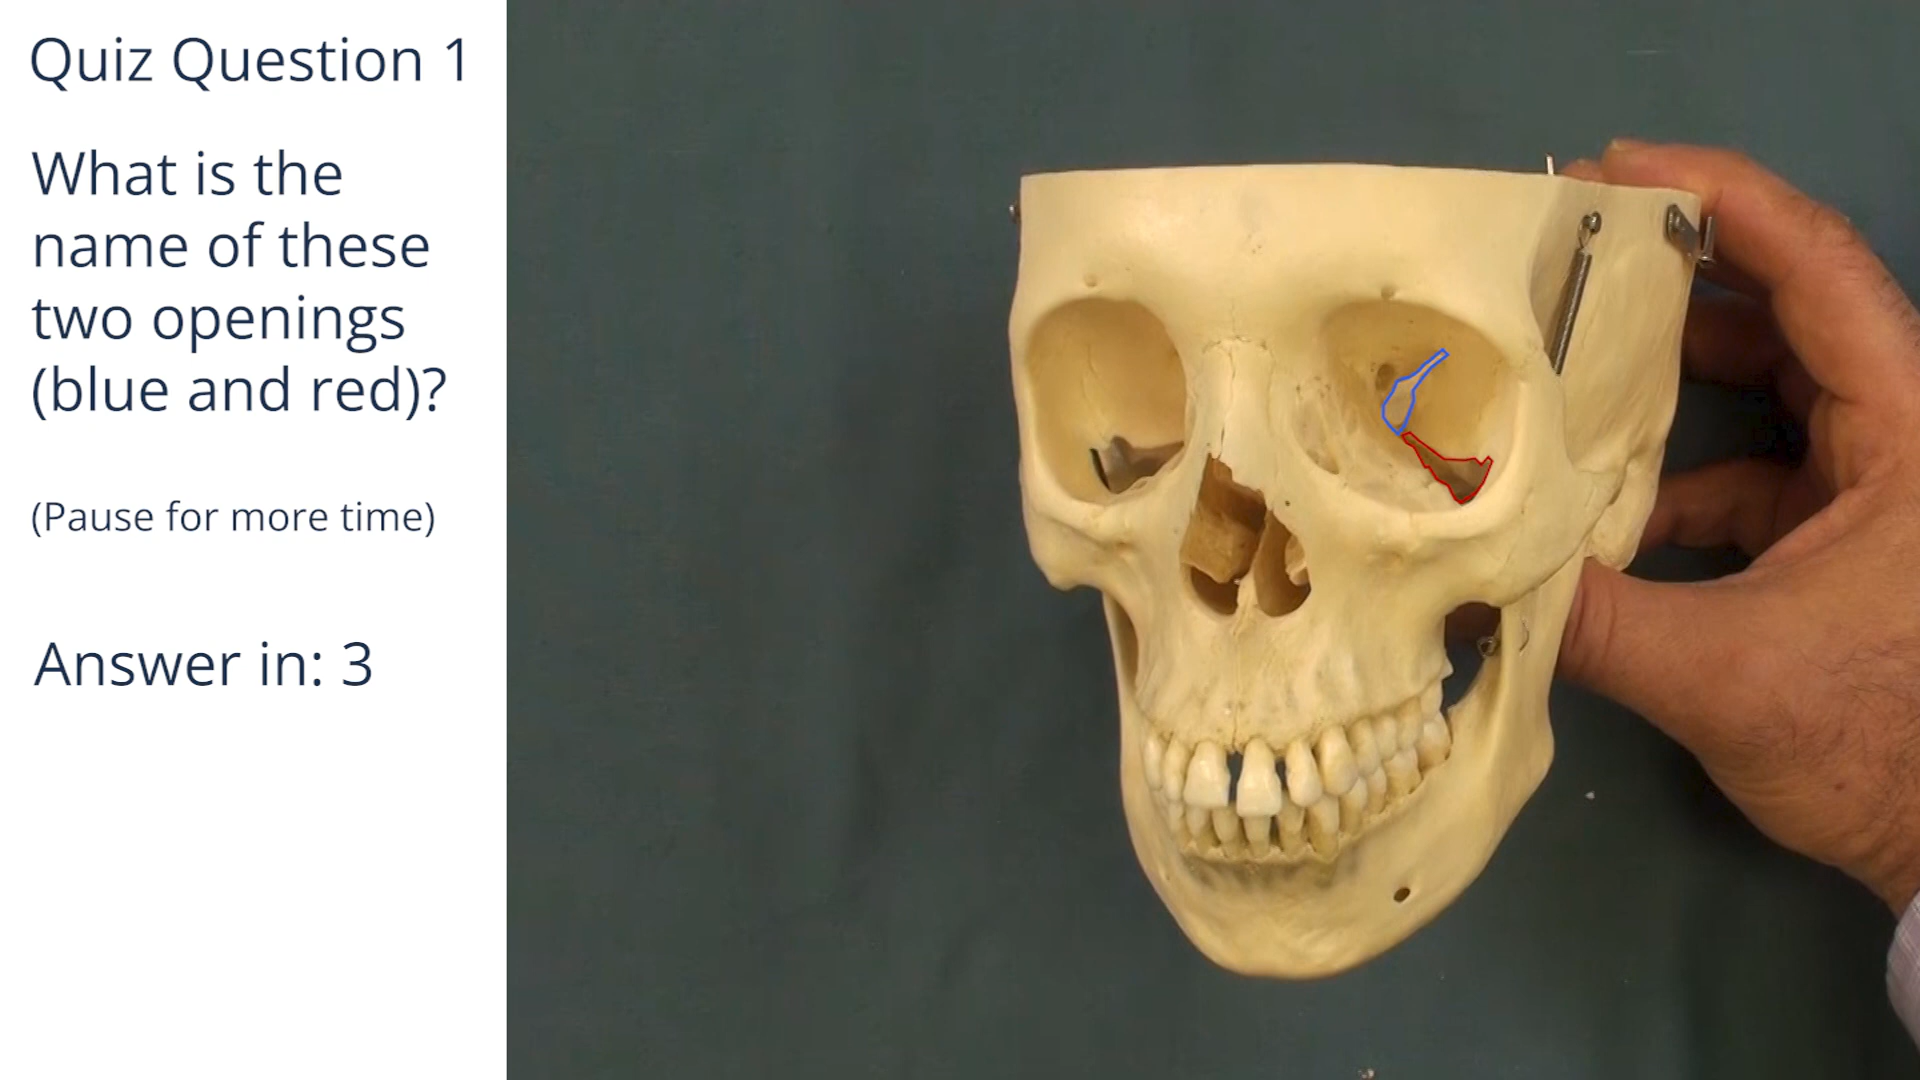 Quiz Question 1
What is the
name of these
two openings
(blue and red)?
(Pause for more time)
Answer in: 3